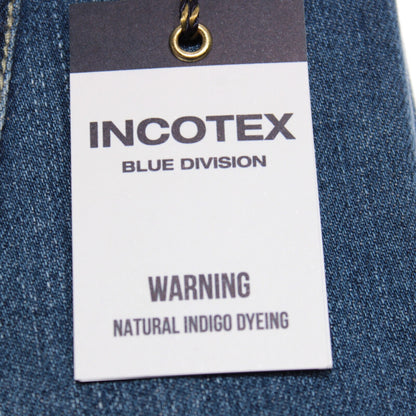 INCOTEX
BLUE DIVISION
WARNING
NATURAL INDIGO DYEING